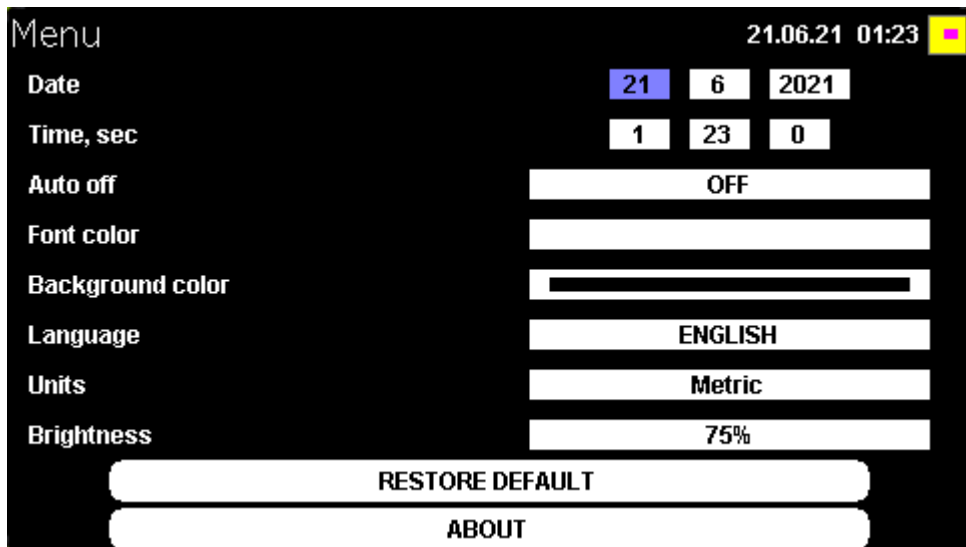 Menu 21.06.21 01:23
Date 21 6 2021
Time, sec 1 23 0
Auto off OFF
Font color
Background color
Language ENGLISH
Units Metric
Brightness 75%
RESTORE DEFAULT
ABOUT